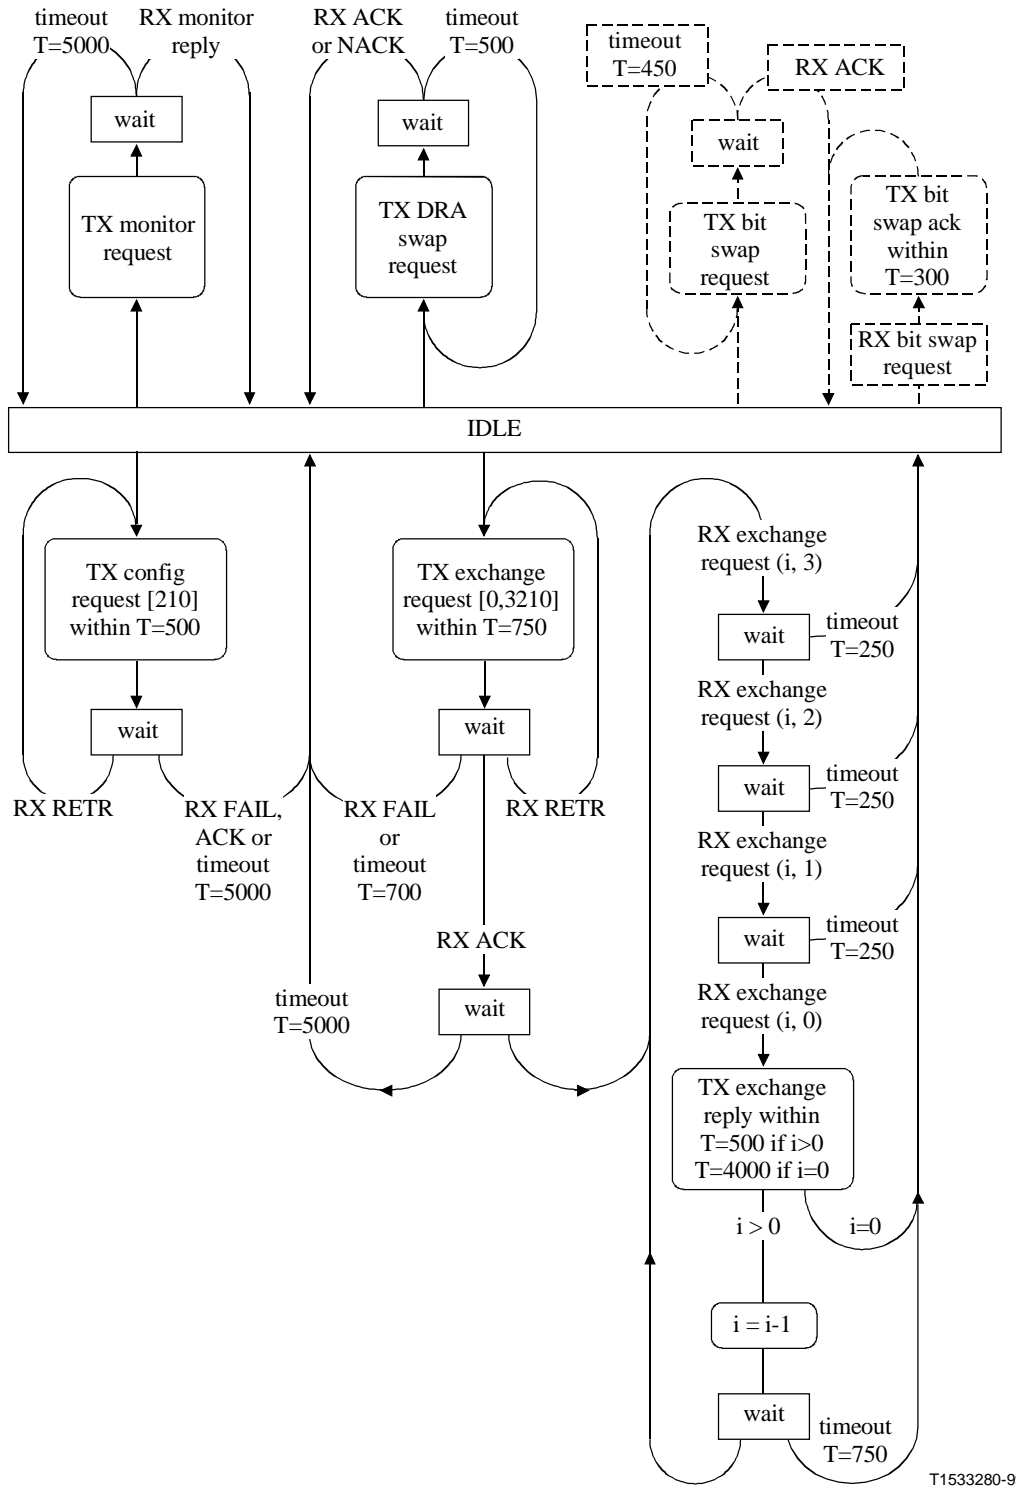 timeout
T=5000
RX monitor
reply
wait
TX monitor
request
RX ACK
or NACK
timeout
T=500
wait
TX DRA
swap
request
timeout
T=450
RX ACK
wait
TX bit
swap
request
TX bit
swap ack
within
T=300
RX bit swap
request
IDLE
TX config
request [210]
within T=500
wait
RX RETR
RX FAIL,
ACK or
timeout
T=5000
TX exchange
request [0,3210]
within T=750
wait
RX FAIL
or
timeout
T=700
RX RETR
RX ACK
wait
timeout
T=5000
RX exchange
request (i, 3)
wait
timeout
T=250
RX exchange
request (i, 2)
wait
timeout
T=250
RX exchange
request (i, 1)
wait
timeout
T=250
RX exchange
request (i, 0)
TX exchange
reply within
T=500 if i>0
T=4000 if i=0
i > 0
i=0
i = i-1
wait
timeout
T=750
T1533280-9